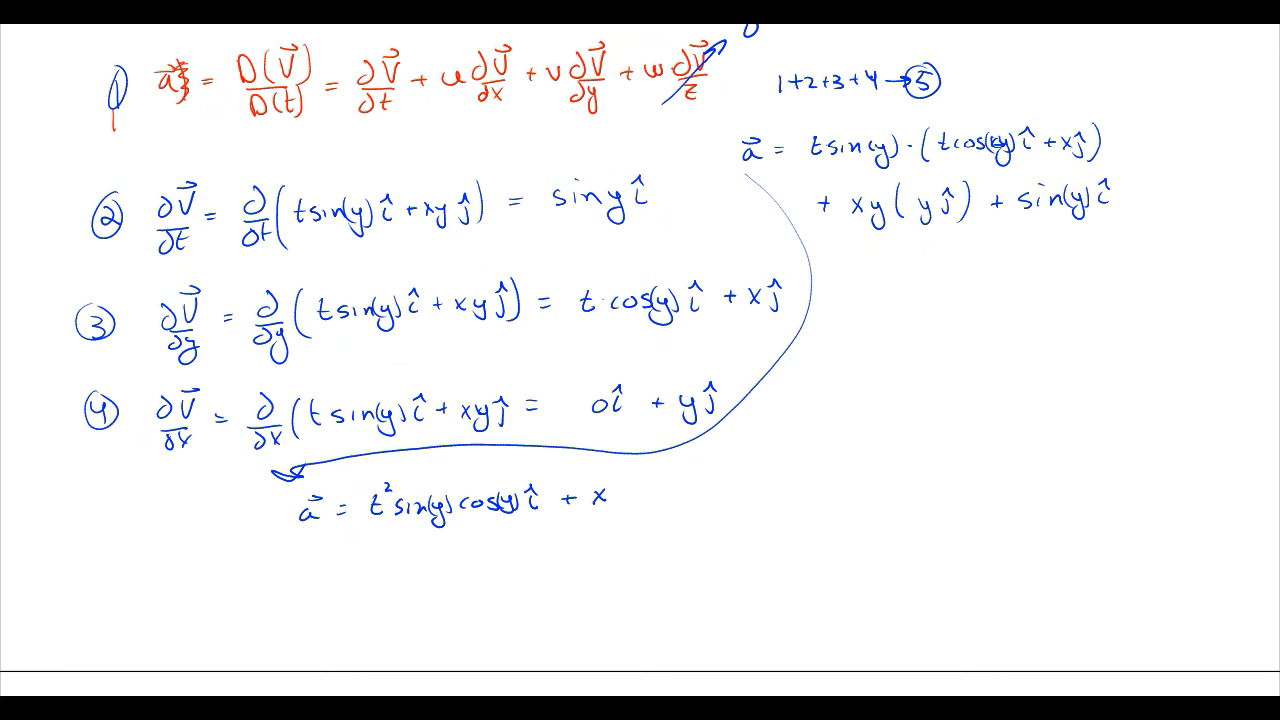 1) a⃗ = D(V⃗)/D(t) = ∂V⃗/∂t + u ∂V⃗/∂x + v ∂V⃗/∂y + w ∂V⃗/z 0
1+2+3+4 → ⑤
a⃗ = t sin(y) · (t cos(y) î + x ĵ)
+ xy (y ĵ) + sin(y) î
② ∂V⃗/∂t = ∂/∂t (t sin(y) î + xy ĵ) = sin y î
③ ∂V⃗/∂y = ∂/∂y (t sin(y) î + xy ĵ) = t · cos(y) î + x ĵ
④ ∂V⃗/∂x = ∂/∂x (t sin(y) î + xy ĵ = 0 î + y ĵ
a⃗ = t² sin(y) cos(y) î + x